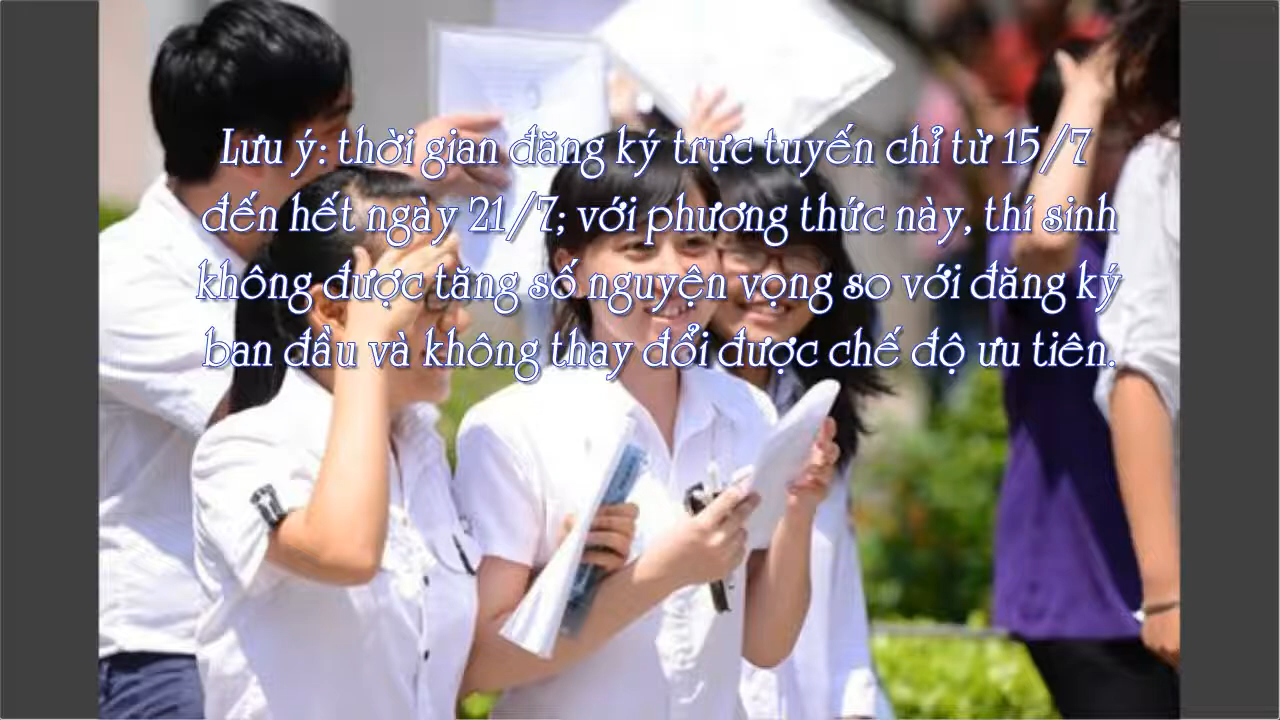 Lưu ý: thời gian đăng ký trực tuyến chỉ từ 15/7
đến hết ngày 21/7; với phương thức này, thí sinh
không được tăng số nguyện vọng so với đăng ký
ban đầu và không thay đổi được chế độ ưu tiên.